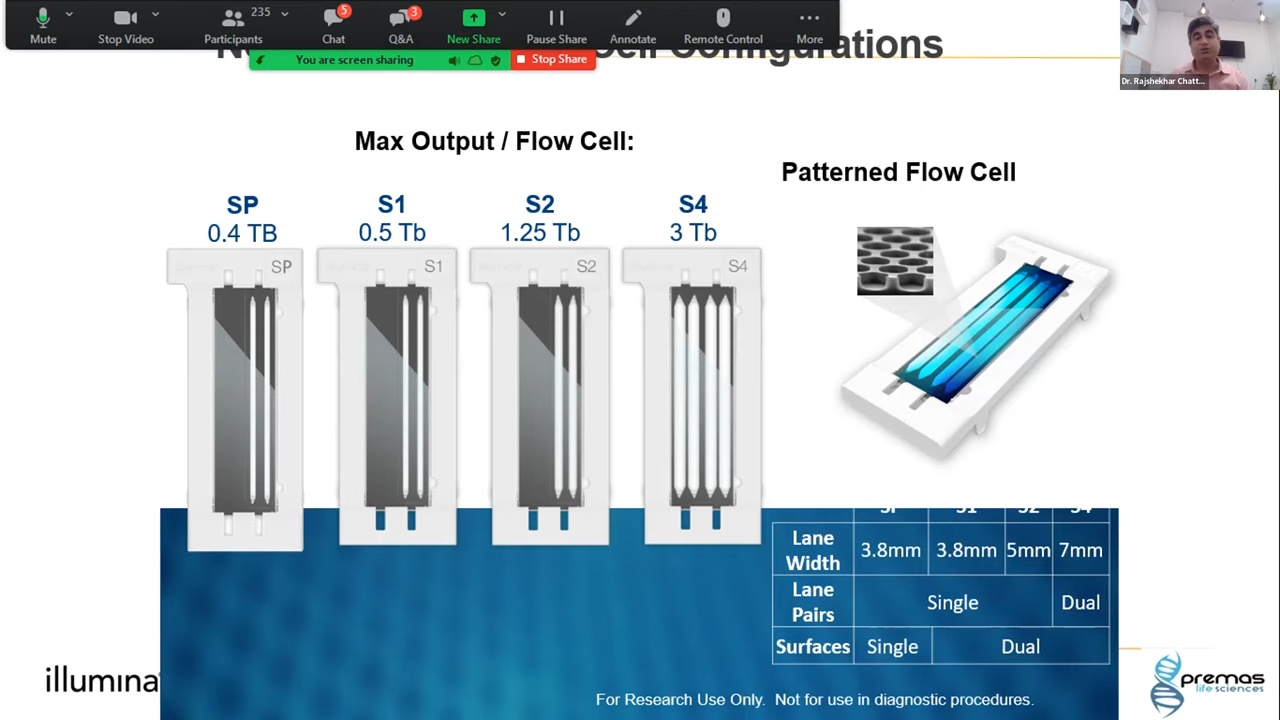 235
5
3
Mute
Stop Video
Participants
Chat
Q&A
New Share
Pause Share
Annotate
Remote Control
More
You are screen sharing
Stop Share
Configurations
Dr. Rajshekhar Chatt...
Max Output / Flow Cell:
Patterned Flow Cell
SP
0.4 TB
S1
0.5 Tb
S2
1.25 Tb
S4
3 Tb
SP
S1
S2
S4
Lane Width
3.8mm
3.8mm
5mm
7mm
Lane Pairs
Single
Dual
Surfaces
Single
Dual
For Research Use Only. Not for use in diagnostic procedures.
illumina
premas
life sciences